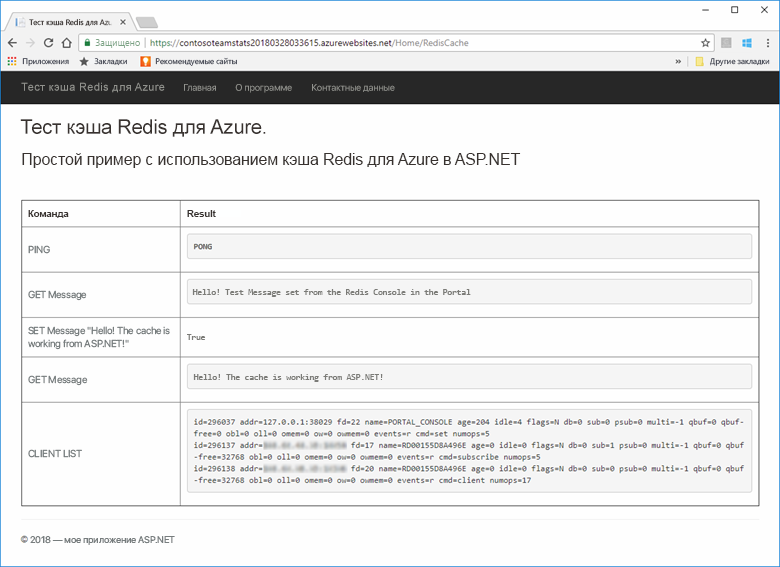 Тест кэша Redis для Az
Защищено https://contosoteamstats20180328033615.azurewebsites.net/Home/RedisCache
Приложения Закладки Рекомендуемые сайты » Другие закладки
Тест кэша Redis для Azure Главная О программе Контактные данные
Тест кэша Redis для Azure.
Простой пример с использованием кэша Redis для Azure в ASP.NET
Команда Result
PING PONG
GET Message Hello! Test Message set from the Redis Console in the Portal
SET Message "Hello! The cache is
working from ASP.NET!" True
GET Message Hello! The cache is working from ASP.NET!
CLIENT LIST
id=296037 addr=127.0.0.1:38029 fd=22 name=PORTAL_CONSOLE age=204 idle=4 flags=N db=0 sub=0 psub=0 multi=-1 qbuf=0 qbuf-
free=0 obl=0 oll=0 omem=0 ow=0 owmem=0 events=r cmd=set numops=5
id=296137 addr= fd=17 name=RD00155D8A496E age=0 idle=0 flags=N db=0 sub=1 psub=0 multi=-1 qbuf=0 qbuf
-free=32768 obl=0 oll=0 omem=0 ow=0 owmem=0 events=r cmd=subscribe numops=5
id=296138 addr= fd=20 name=RD00155D8A496E age=0 idle=0 flags=N db=0 sub=0 psub=0 multi=-1 qbuf=0 qbuf
-free=32768 obl=0 oll=0 omem=0 ow=0 owmem=0 events=r cmd=client numops=17
© 2018 — мое приложение ASP.NET